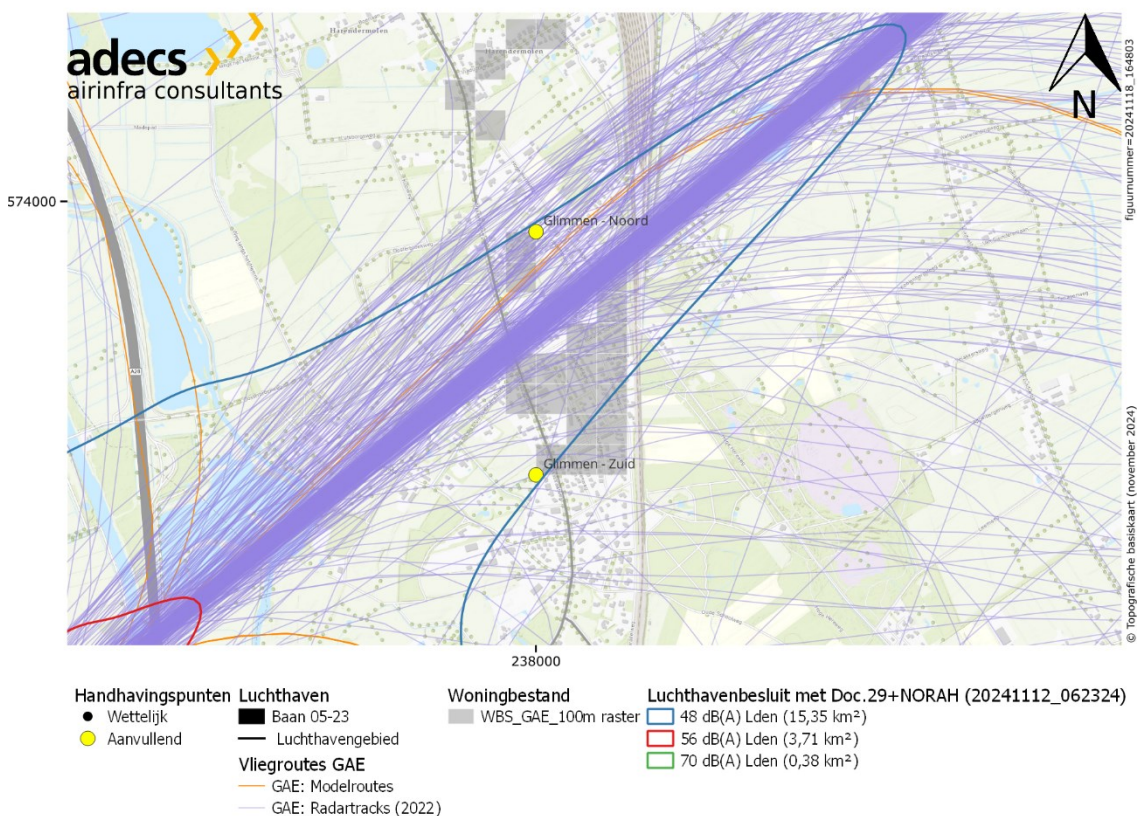 adecs
airinfra consultants
Harendermolen
Harendermolen
N
figuurnummer=20241118_164803
574000
Glimmen - Noord
A28
Glimmen - Zuid
© Topografische basiskaart (november 2024)
238000
Handhavingspunten
Wettelijk
Aanvullend
Luchthaven
Baan 05-23
Luchthavengebied
Vliegroutes GAE
GAE: Modelroutes
GAE: Radartracks (2022)
Woningbestand
WBS_GAE_100m raster
Luchthavenbesluit met Doc.29+NORAH (20241112_062324)
48 dB(A) Lden (15,35 km²)
56 dB(A) Lden (3,71 km²)
70 dB(A) Lden (0,38 km²)